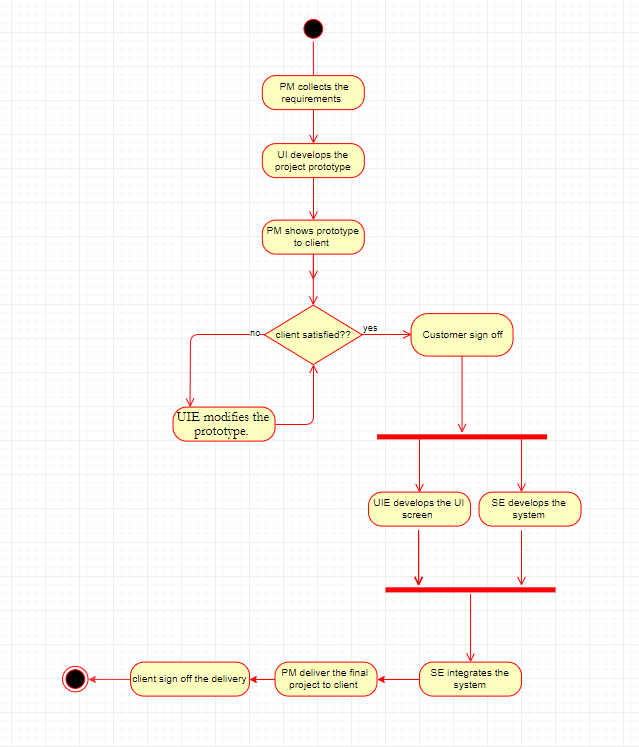 PM collects the
requirements
UI develops the
project prototype
PM shows prototype
to client
no
client satisfied??
yes
Customer sign off
UIE modifies the
prototype.
UIE develops the UI
screen
SE develops the
system
client sign off the delivery
PM deliver the final
project to client
SE integrates the
system